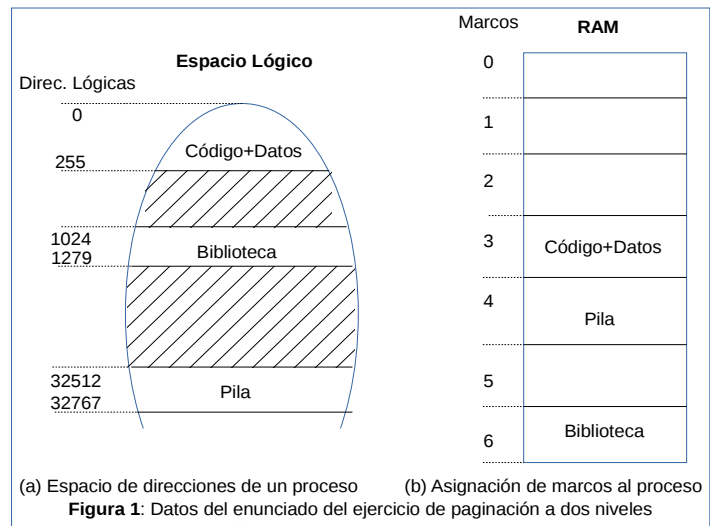 Espacio Lógico
Direc. Lógicas
0
Código+Datos
255
1024
Biblioteca
1279
32512
Pila
32767
Marcos
RAM
0
1
2
3
Código+Datos
4
Pila
5
6
Biblioteca
(a) Espacio de direcciones de un proceso
(b) Asignación de marcos al proceso
Figura 1: Datos del enunciado del ejercicio de paginación a dos niveles